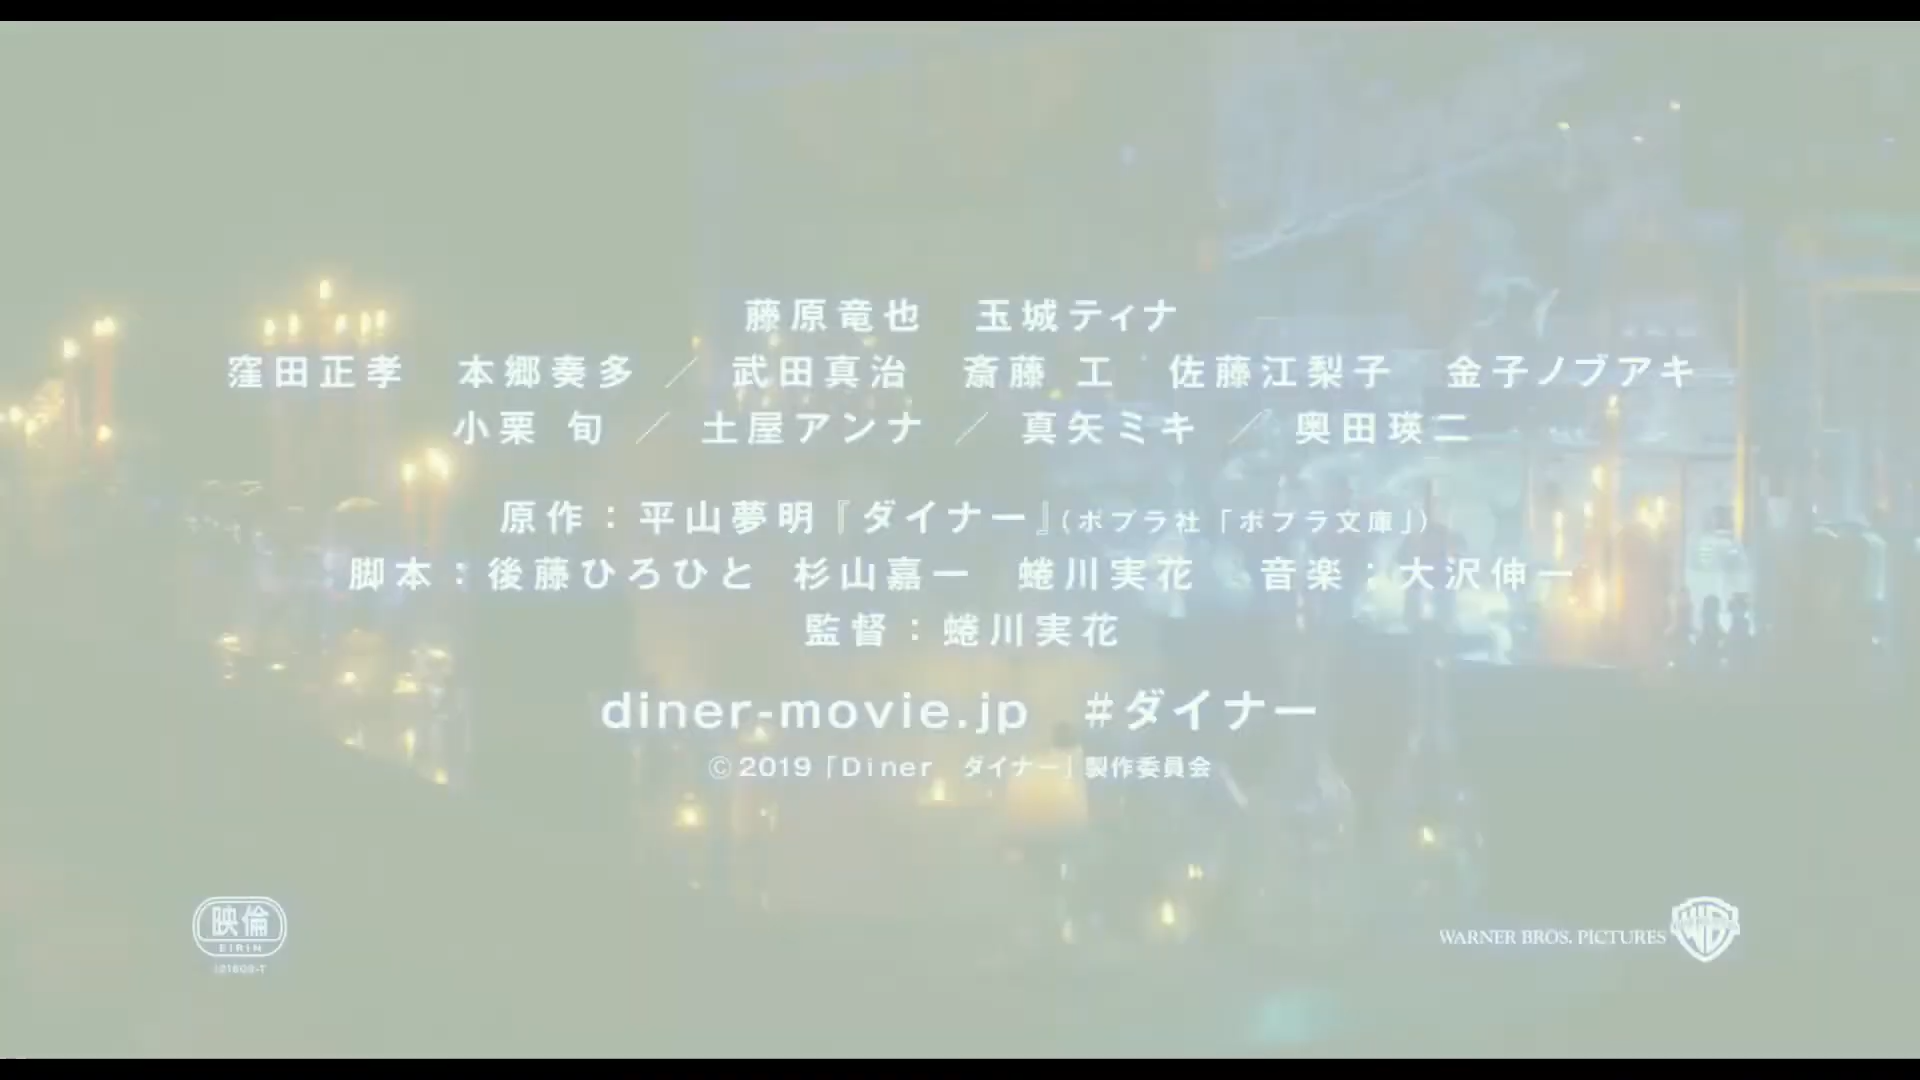 藤原竜也　玉城ティナ
窪田正孝　本郷奏多 ／ 武田真治　斎藤 工　佐藤江梨子　金子ノブアキ
小栗 旬 ／ 土屋アンナ ／ 真矢ミキ ／ 奥田瑛二
原作：平山夢明『ダイナー』(ポプラ社「ポプラ文庫」)
脚本：後藤ひろひと　杉山嘉一　蜷川実花　音楽：大沢伸一
監督：蜷川実花
diner-movie.jp　#ダイナー
Ⓒ2019「Diner　ダイナー」製作委員会
映倫
EIRIN
WARNER BROS. PICTURES